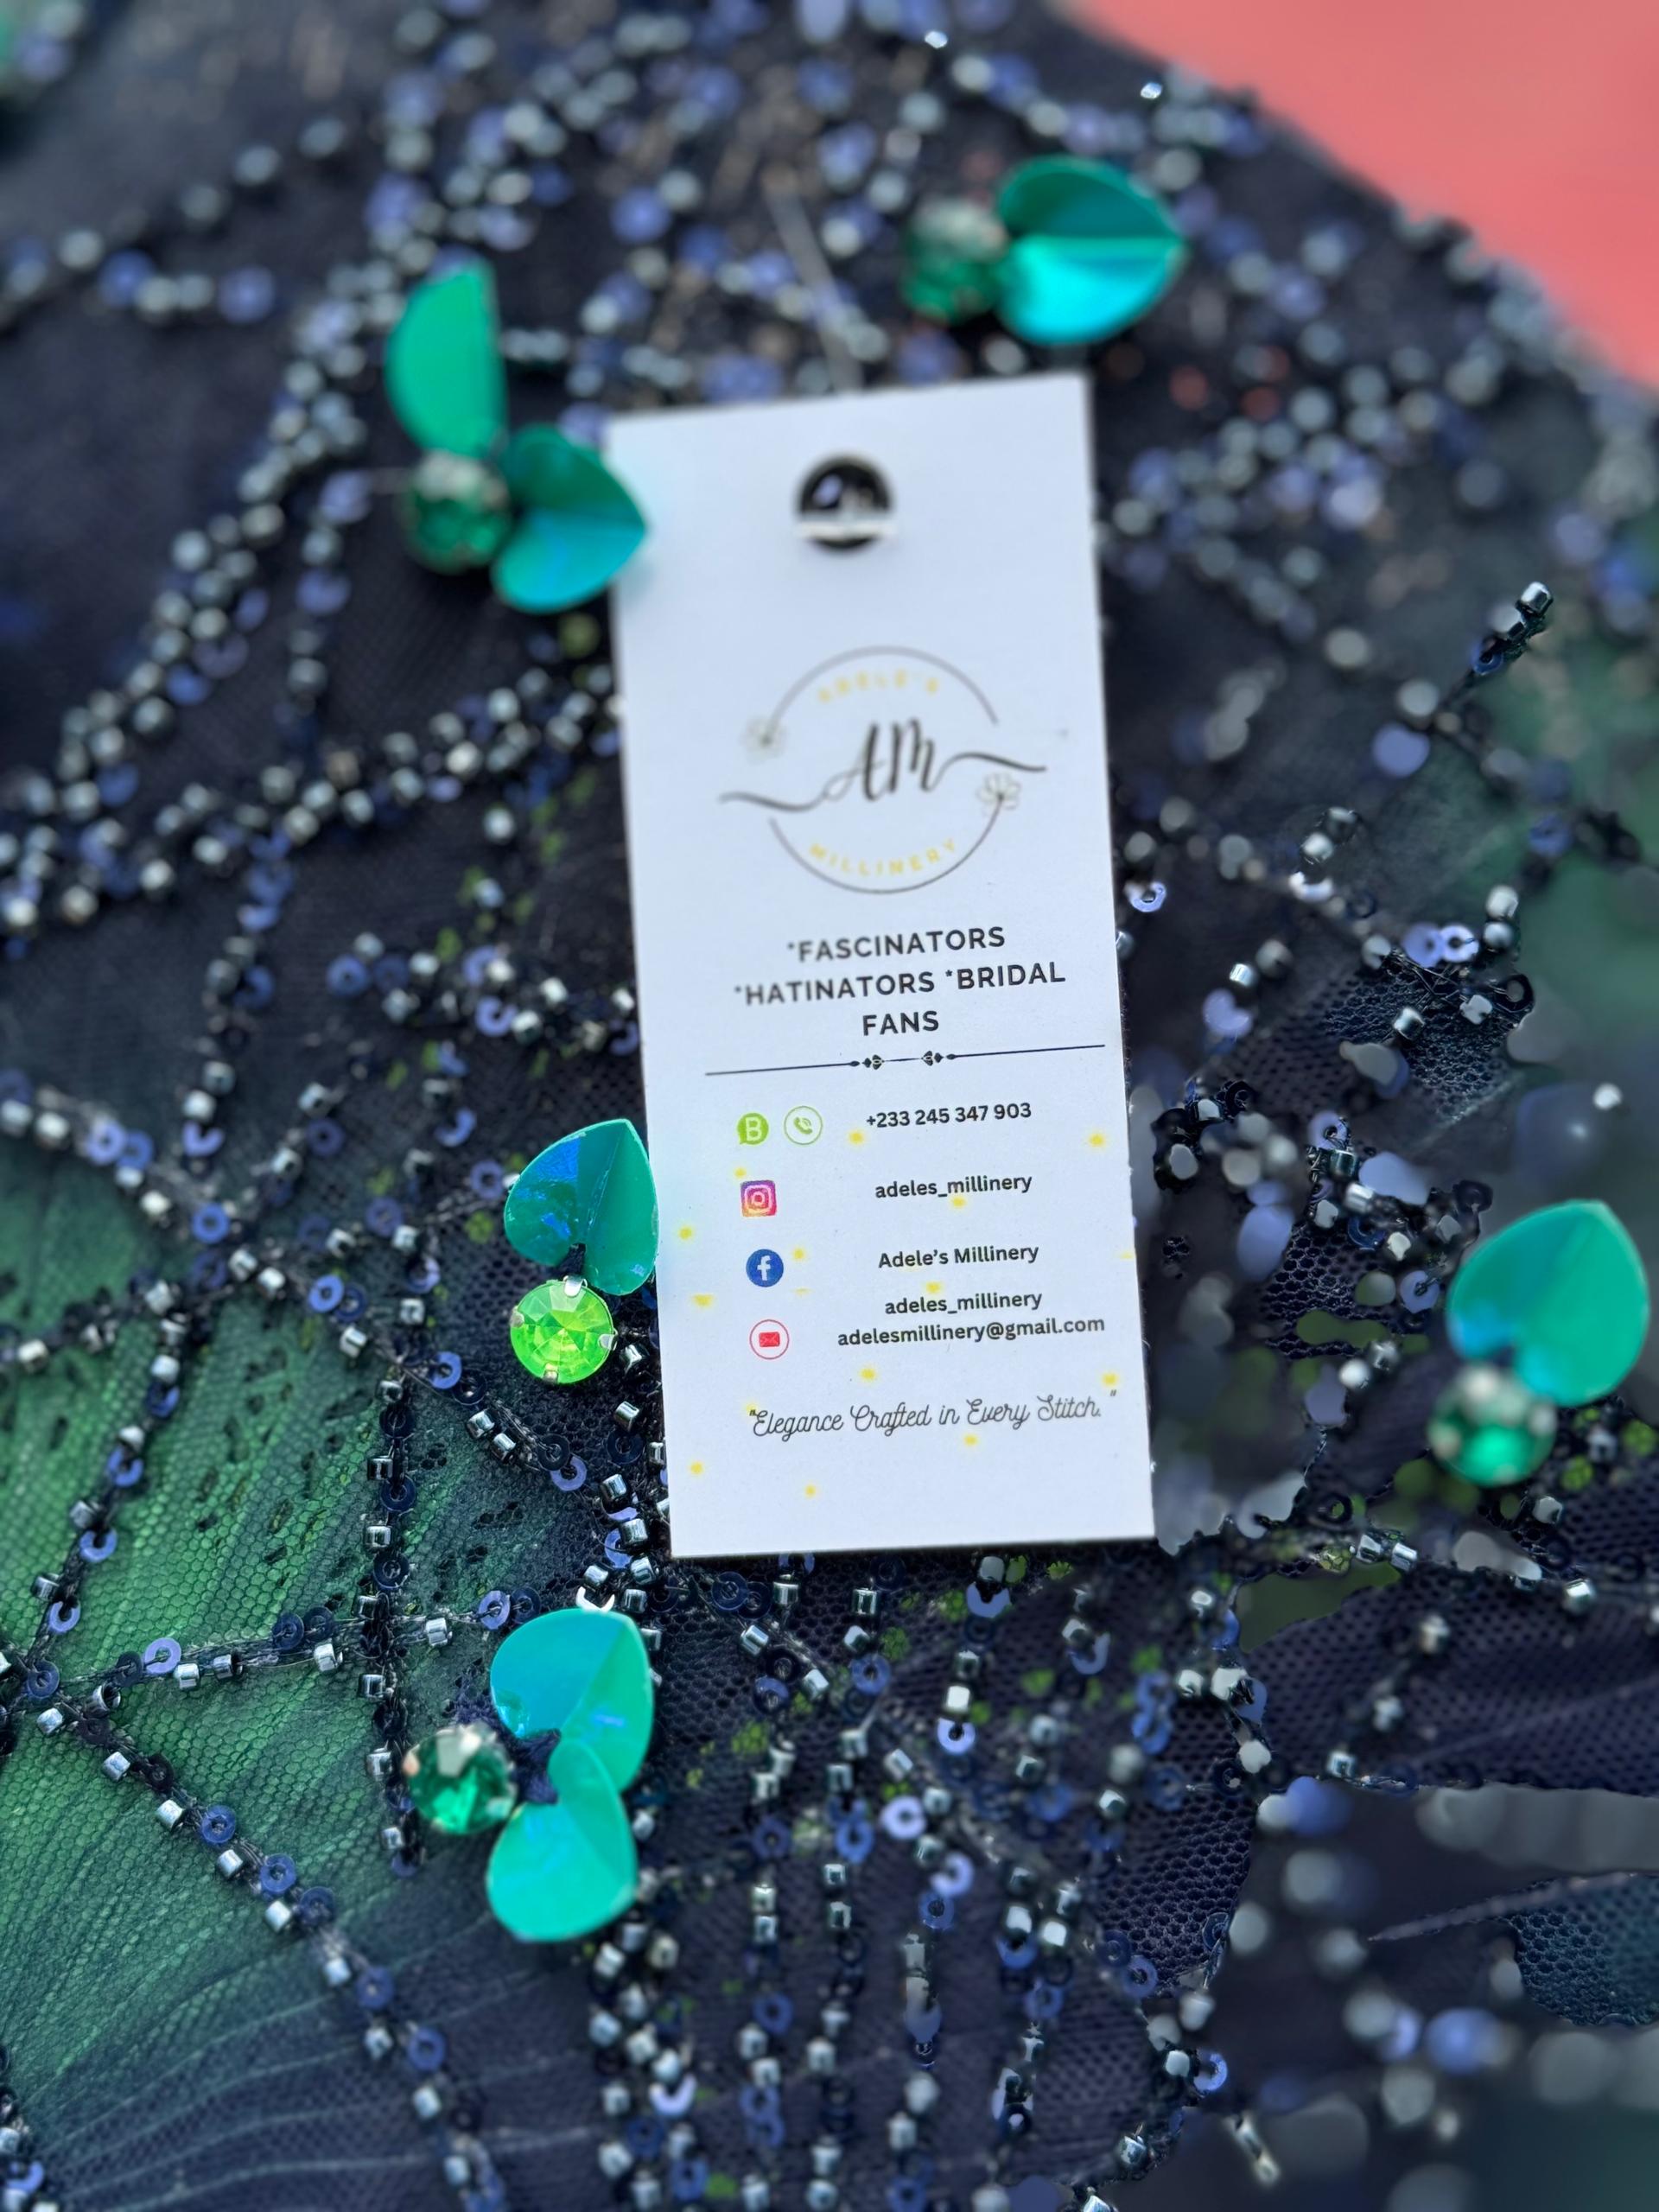 ADELE'S
AM
MILLINERY
*FASCINATORS
*HATINATORS *BRIDAL
FANS
+233 245 347 903
adeles_millinery
Adele's Millinery
adeles_millinery
adelesmillinery@gmail.com
"Elegance Crafted in Every Stitch."